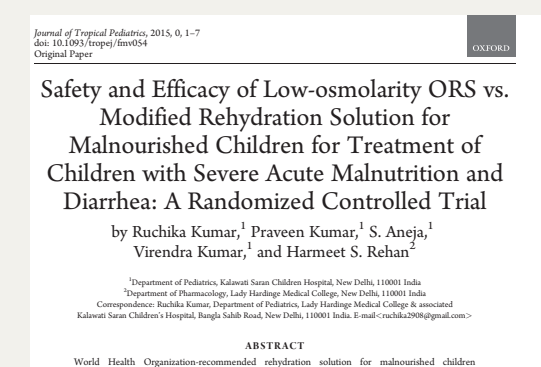 Journal of Tropical Pediatrics, 2015, 0, 1–7
doi: 10.1093/tropej/fmv054
Original Paper
OXFORD
Safety and Efficacy of Low-osmolarity ORS vs.
Modified Rehydration Solution for
Malnourished Children for Treatment of
Children with Severe Acute Malnutrition and
Diarrhea: A Randomized Controlled Trial
by Ruchika Kumar,1 Praveen Kumar,1 S. Aneja,1
Virendra Kumar,1 and Harmeet S. Rehan2
1Department of Pediatrics, Kalawati Saran Children Hospital, New Delhi, 110001 India
2Department of Pharmacology, Lady Hardinge Medical College, New Delhi, 110001 India
Correspondence: Ruchika Kumar, Department of Pediatrics, Lady Hardinge Medical College & associated
Kalawati Saran Children's Hospital, Bangla Sahib Road, New Delhi, 110001 India. E-mail<ruchika2908@gmail.com>
ABSTRACT
World Health Organization-recommended rehydration solution for malnourished children